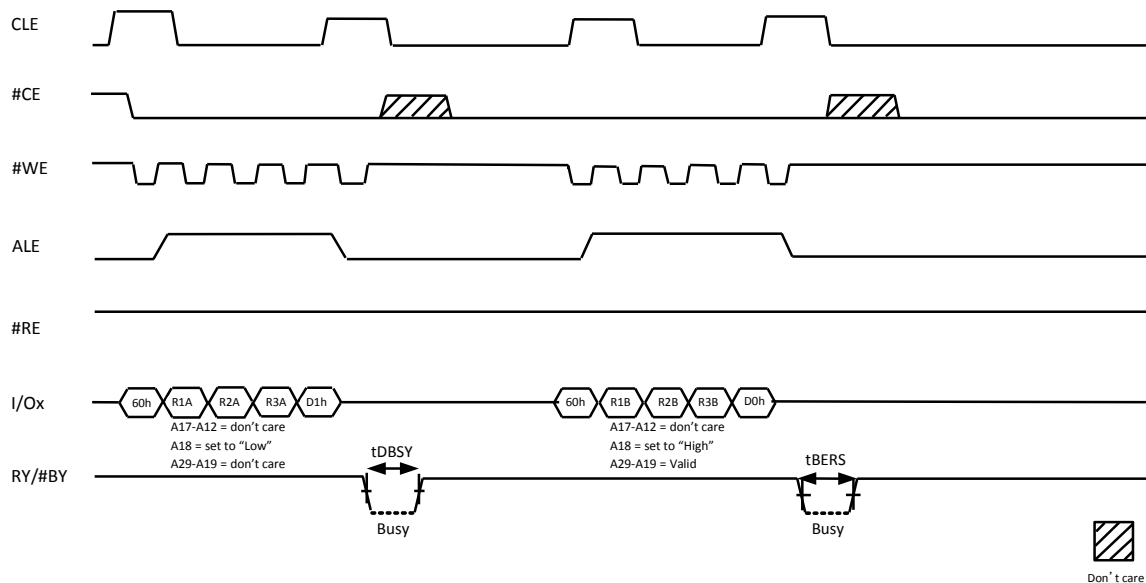 CLE
#CE
#WE
ALE
#RE
I/Ox
60h R1A R2A R3A D1h
60h R1B R2B R3B D0h
A17-A12 = don't care
A18 = set to “Low”
A29-A19 = don't care
A17-A12 = don't care
A18 = set to “High”
A29-A19 = Valid
RY/#BY
tDBSY
Busy
tBERS
Busy
Don’t care